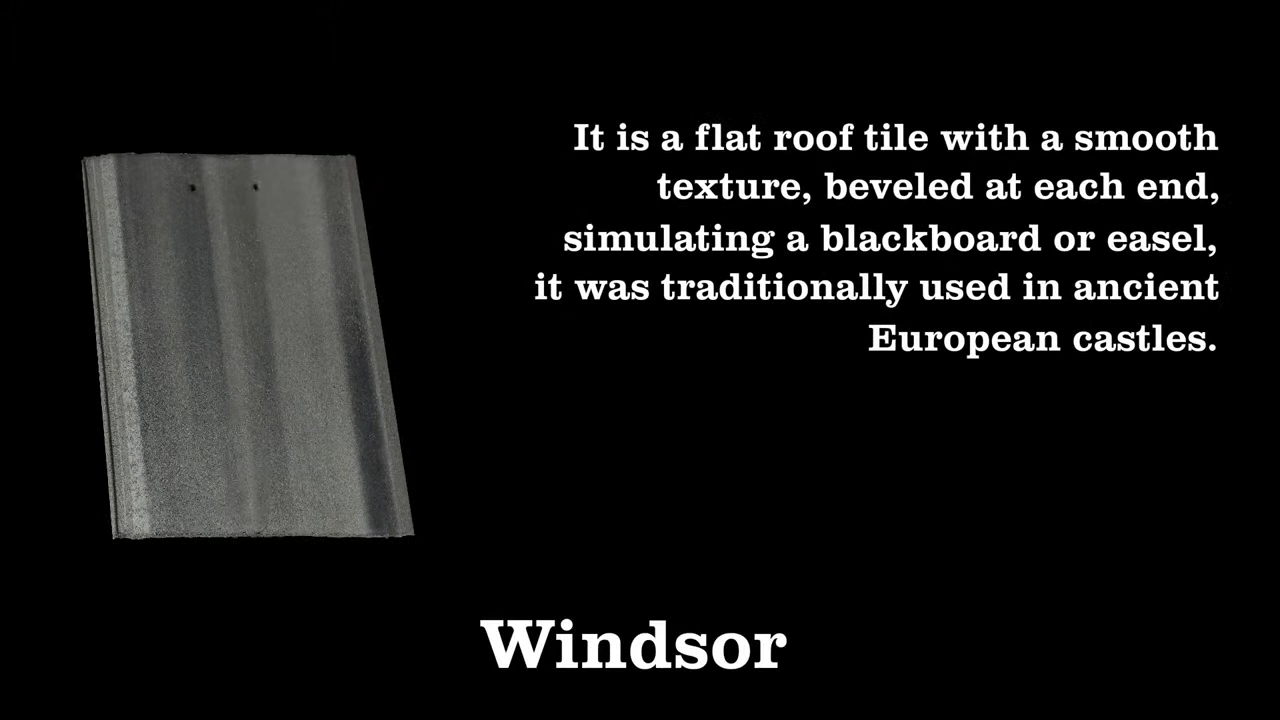 It is a flat roof tile with a smooth
texture, beveled at each end,
simulating a blackboard or easel,
it was traditionally used in ancient
European castles.
Windsor